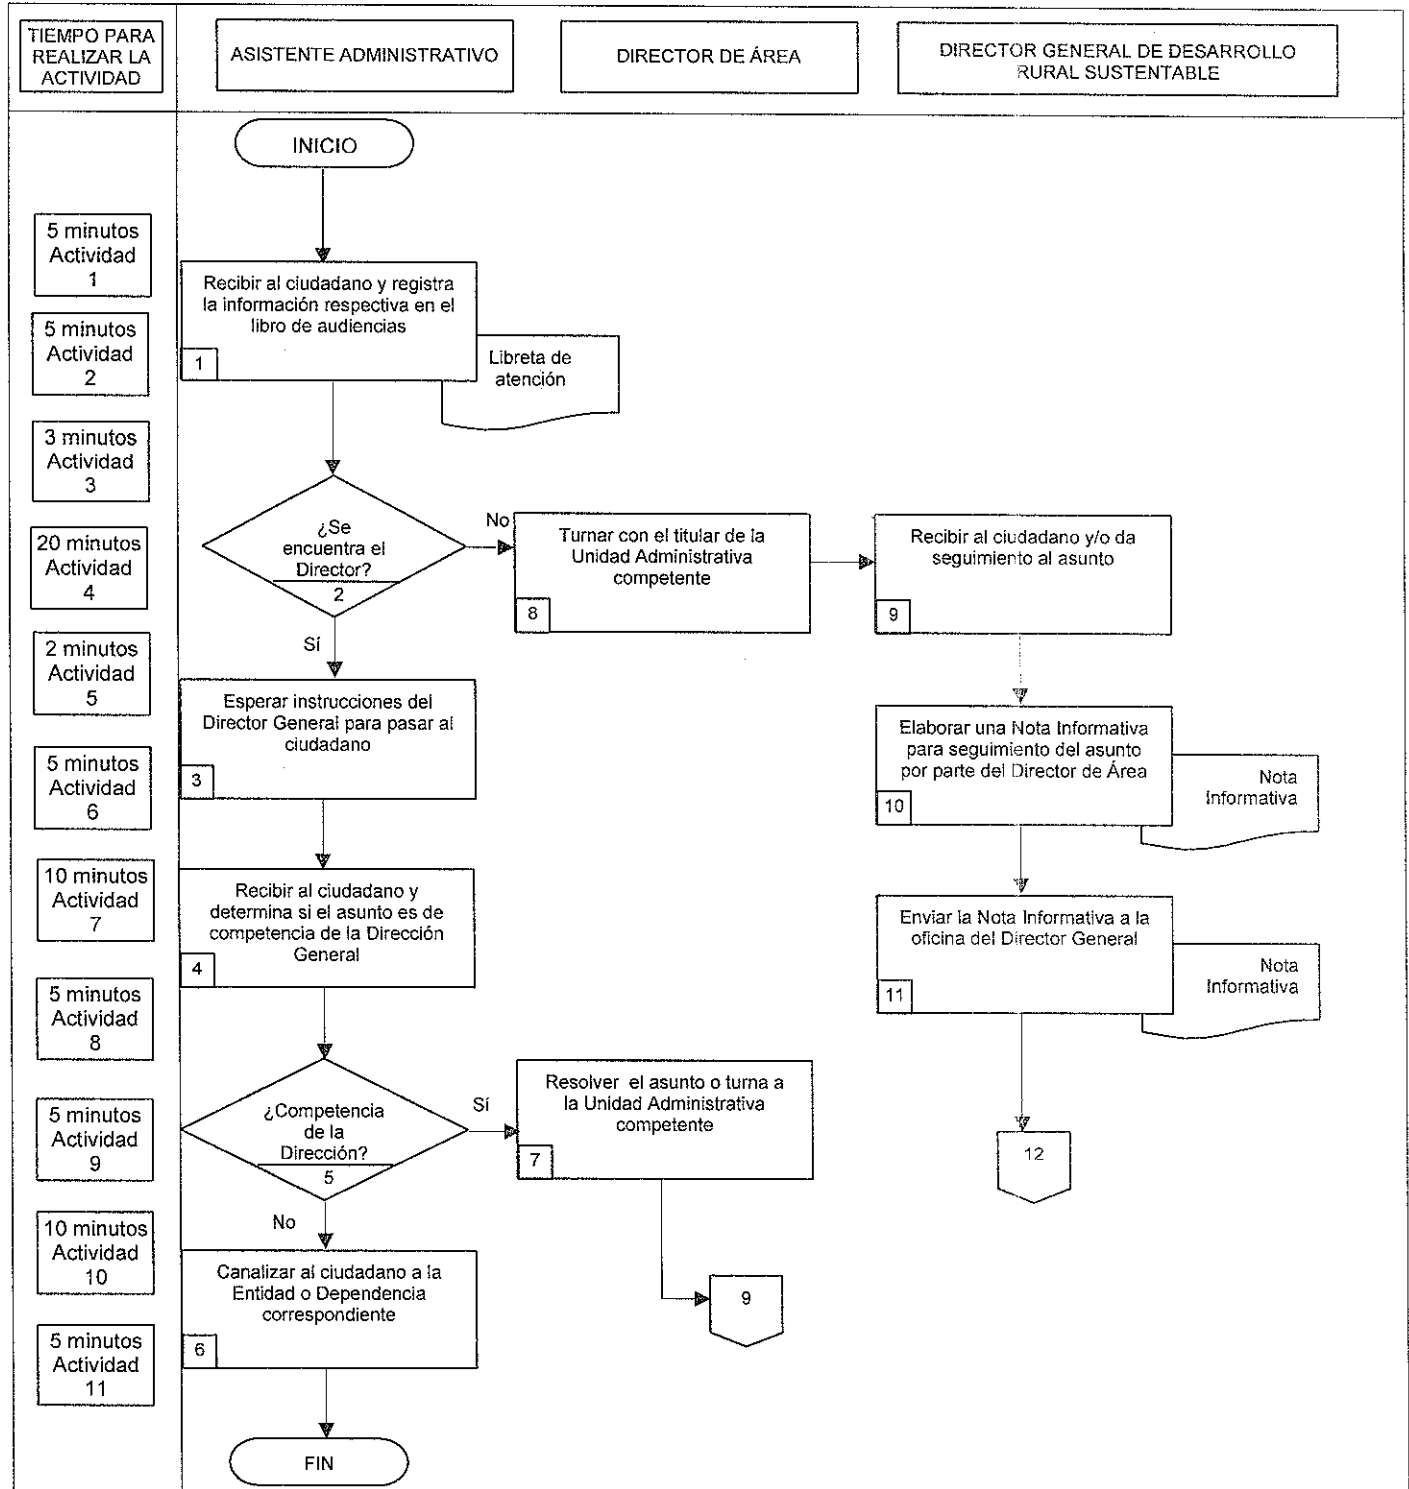 TIEMPO PARA
REALIZAR LA
ACTIVIDAD
ASISTENTE ADMINISTRATIVO
DIRECTOR DE ÁREA
DIRECTOR GENERAL DE DESARROLLO
RURAL SUSTENTABLE
5 minutos
Actividad
1
5 minutos
Actividad
2
3 minutos
Actividad
3
20 minutos
Actividad
4
2 minutos
Actividad
5
5 minutos
Actividad
6
10 minutos
Actividad
7
5 minutos
Actividad
8
5 minutos
Actividad
9
10 minutos
Actividad
10
5 minutos
Actividad
11
INICIO
Recibir al ciudadano y registra
la información respectiva en el
libro de audiencias
1
Libreta de
atención
¿Se
encuentra el
Director?
2
No
Sí
Turnar con el titular de la
Unidad Administrativa
competente
8
Recibir al ciudadano y/o da
seguimiento al asunto
9
Esperar instrucciones del
Director General para pasar al
ciudadano
3
Elaborar una Nota Informativa
para seguimiento del asunto
por parte del Director de Área
10
Nota
Informativa
Recibir al ciudadano y
determina si el asunto es de
competencia de la Dirección
General
4
Enviar la Nota Informativa a la
oficina del Director General
11
Nota
Informativa
¿Competencia
de la
Dirección?
5
Sí
No
Resolver el asunto o turna a
la Unidad Administrativa
competente
7
12
Canalizar al ciudadano a la
Entidad o Dependencia
correspondiente
6
9
FIN